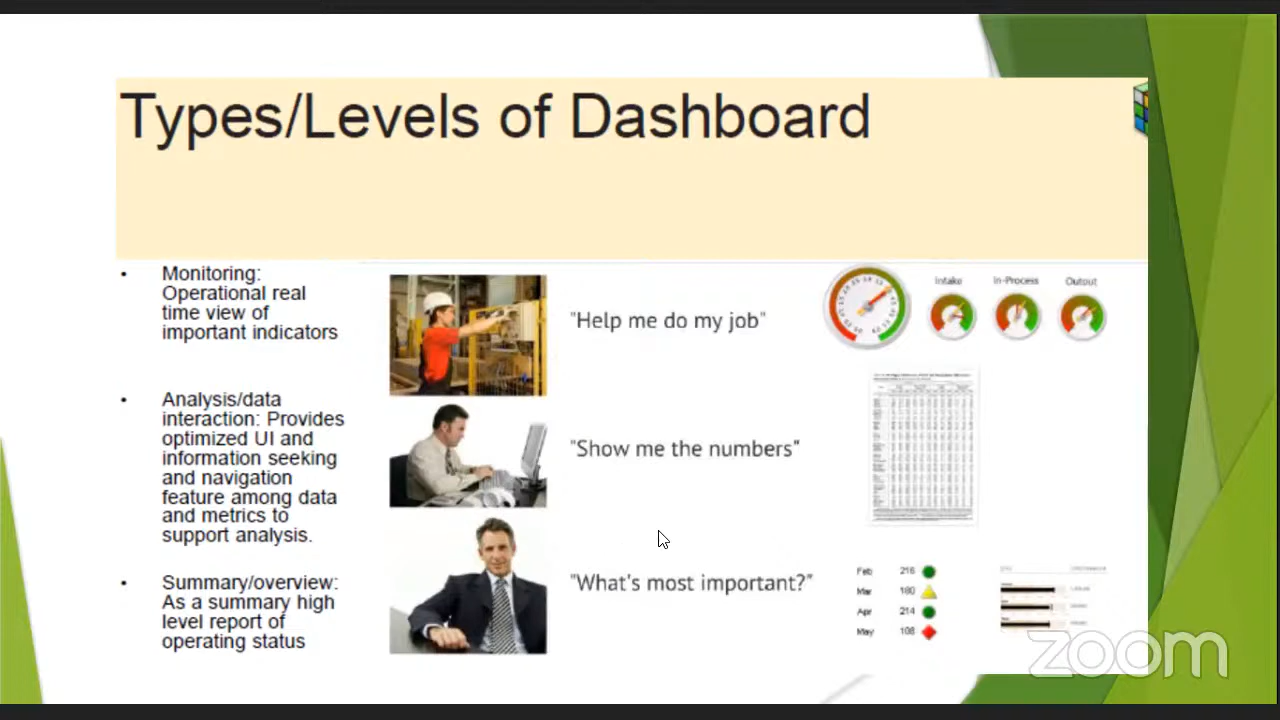 Types/Levels of Dashboard
• Monitoring:
Operational real
time view of
important indicators
"Help me do my job"
Intake
In-Process
Output
• Analysis/data
interaction: Provides
optimized UI and
information seeking
and navigation
feature among data
and metrics to
support analysis.
"Show me the numbers"
• Summary/overview:
As a summary high
level report of
operating status
"What's most important?"
Feb 216
Mar 180
Apr 214
May 108
zoom